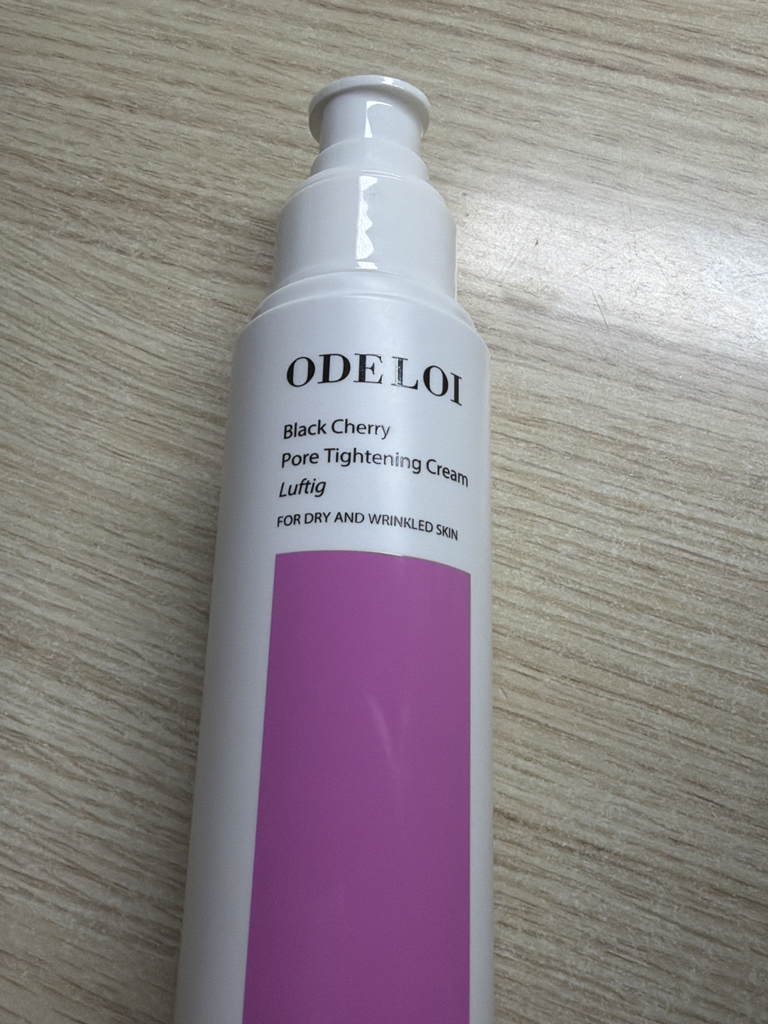 ODELOI
Black Cherry
Pore Tightening Cream
Luftig
FOR DRY AND WRINKLED SKIN